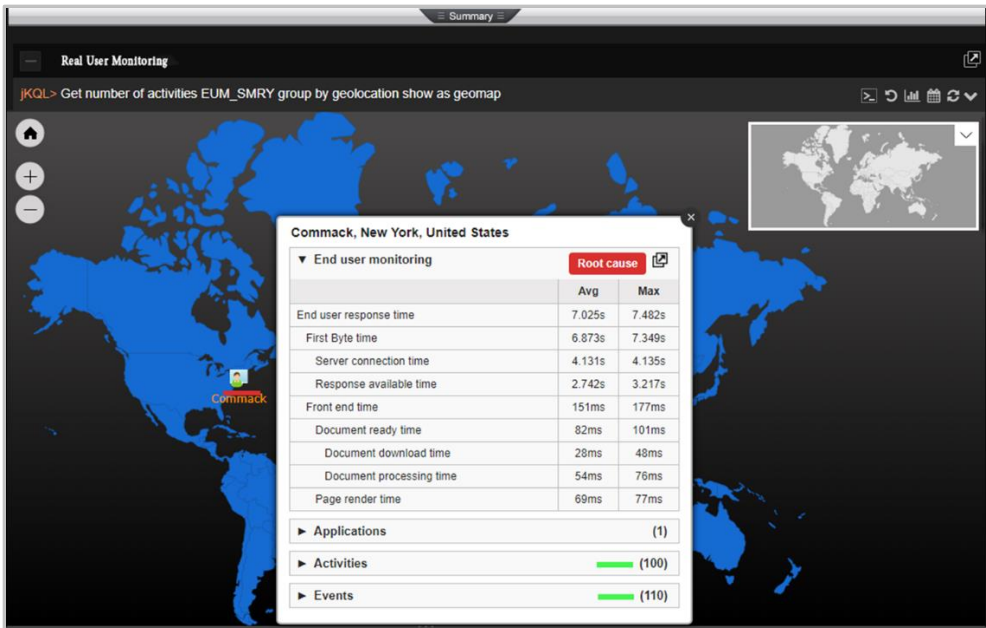 Summary
Real User Monitoring
jKQL> Get number of activities EUM_SMRY group by geolocation show as geomap
Commack, New York, United States
▼ End user monitoring Root cause
Avg Max
End user response time 7.025s 7.482s
First Byte time 6.873s 7.349s
Server connection time 4.131s 4.135s
Response available time 2.742s 3.217s
Front end time 151ms 177ms
Document ready time 82ms 101ms
Document download time 28ms 48ms
Document processing time 54ms 76ms
Page render time 69ms 77ms
► Applications (1)
► Activities (100)
► Events (110)
Commack